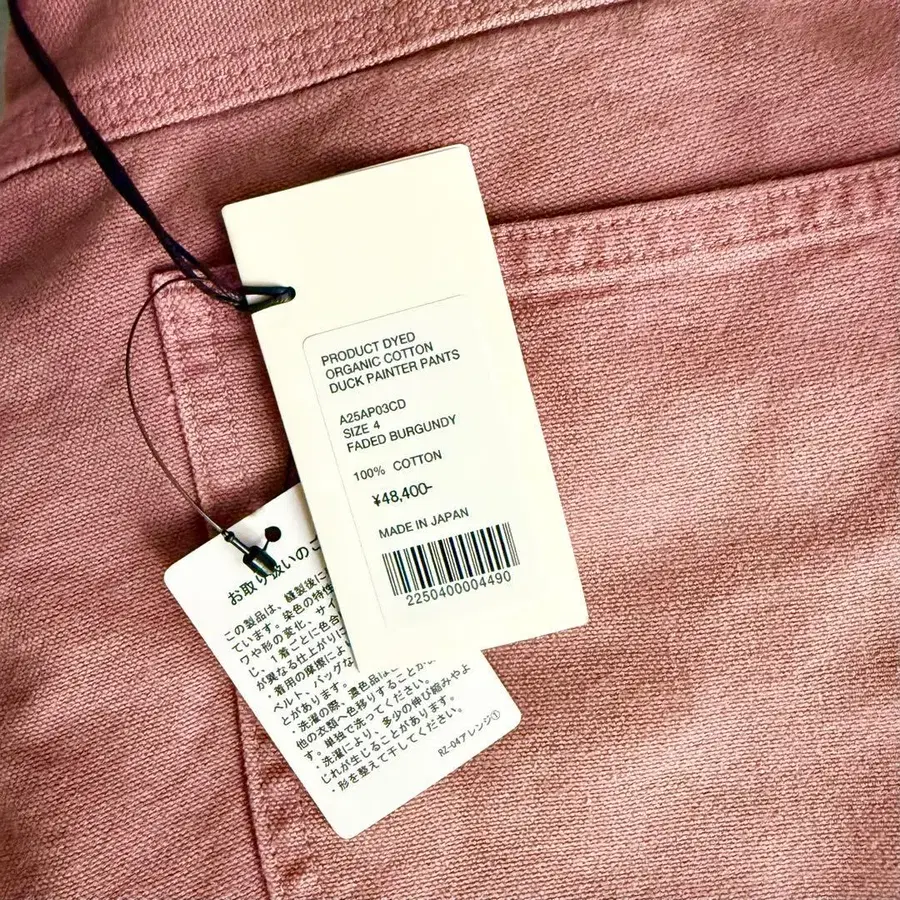 PRODUCT DYED
ORGANIC COTTON
DUCK PAINTER PANTS
A25AP03CD
SIZE 4
FADED BURGUNDY
100% COTTON
¥48,400-
MADE IN JAPAN
2250400004490
お取り扱いのご
この製品は、縫製後に
ています。染色の特性
ワや形の変化、サイ
じ、1着ごとに色合
が異なる仕上がりに
着用の摩擦によ
ベルト、バッグな
とがあります。
・洗濯の際、濃色品は
他の衣類へ色移りすることが
す。単独で洗ってください。
・洗濯により、多少の伸び縮みやよ
じれが生じることがあります。
・形を整えて干してください。
RZ-04アレンジ①